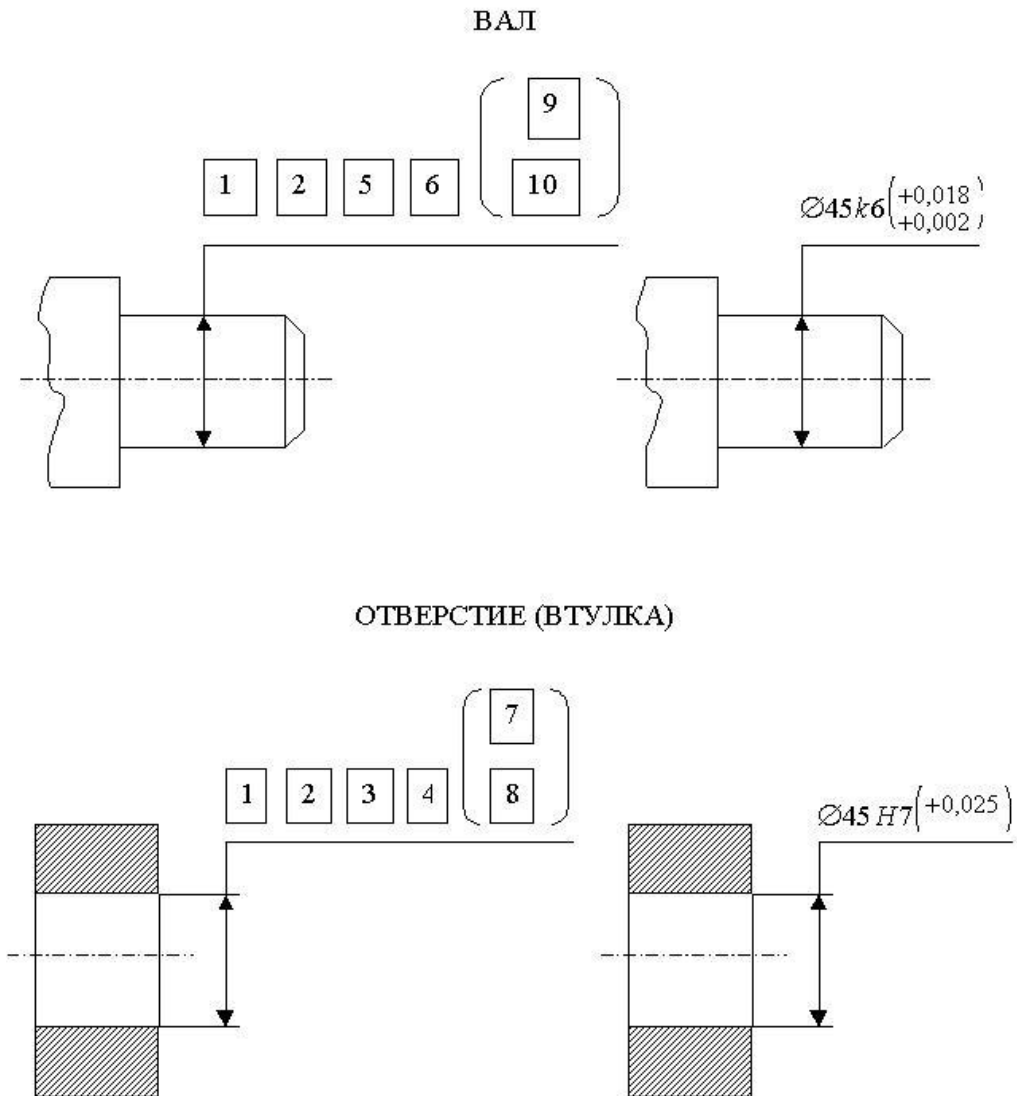 ВАЛ
9
1 2 5 6 10
∅45k6(+0,018
+0,002)
ОТВЕРСТИЕ (ВТУЛКА)
7
1 2 3 4 8
∅45 H7(+0,025)